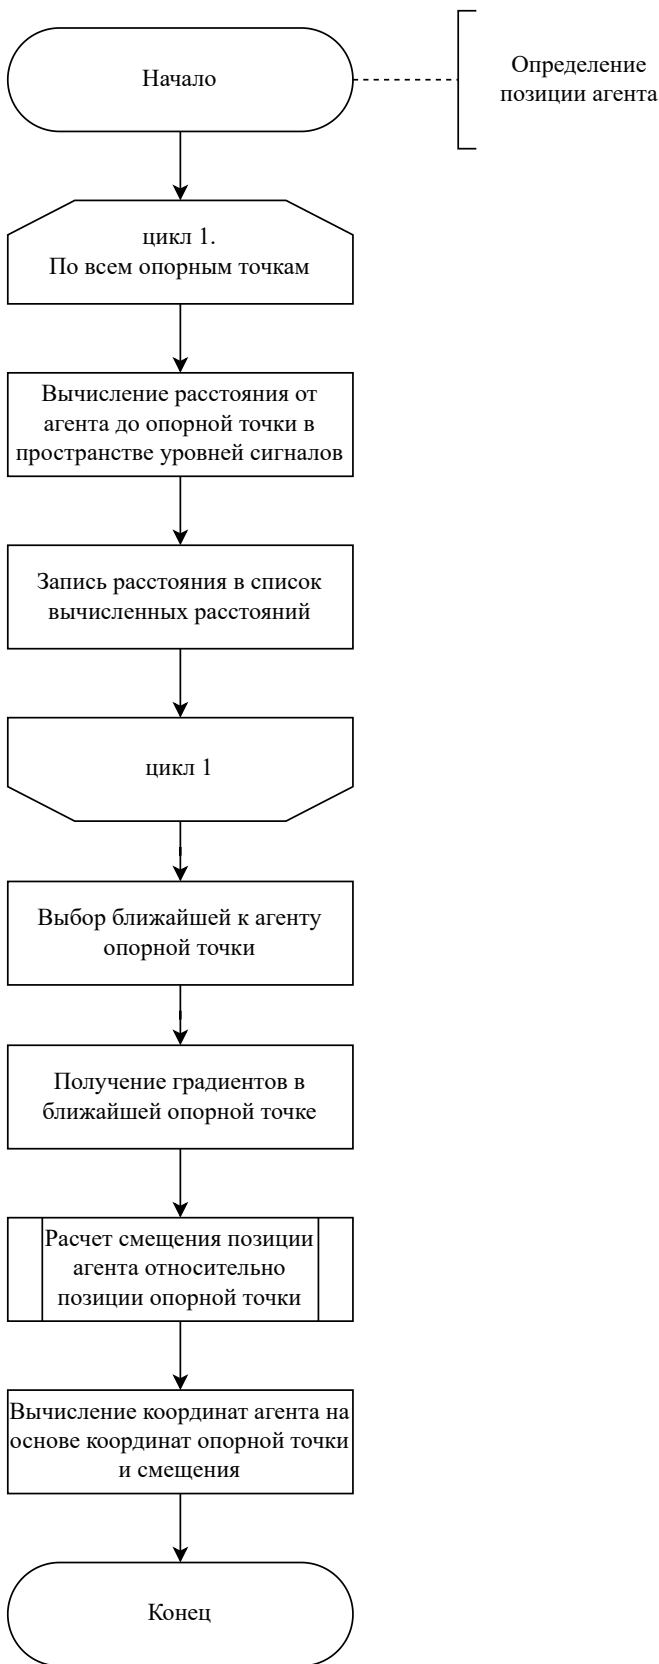 Начало
Определение
позиции агента
цикл 1.
По всем опорным точкам
Вычисление расстояния от
агента до опорной точки в
пространстве уровней сигналов
Запись расстояния в список
вычисленных расстояний
цикл 1
Выбор ближайшей к агенту
опорной точки
Получение градиентов в
ближайшей опорной точке
Расчет смещения позиции
агента относительно
позиции опорной точки
Вычисление координат агента на
основе координат опорной точки
и смещения
Конец